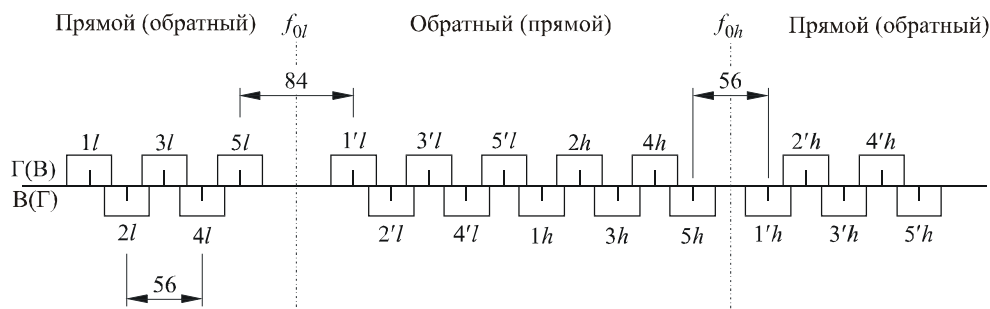 Прямой (обратный) f0l Обратный (прямой) f0h Прямой (обратный)
84 56
1l 3l 5l 1′l 3′l 5′l 2h 4h 2′h 4′h
Г(В)
В(Г)
2l 4l 2′l 4′l 1h 3h 5h 1′h 3′h 5′h
56